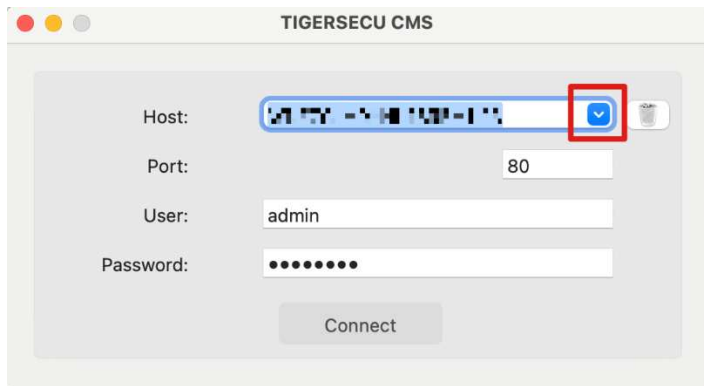 TIGERSECU CMS
Host:
Port: 80
User: admin
Password: ●●●●●●●●
Connect